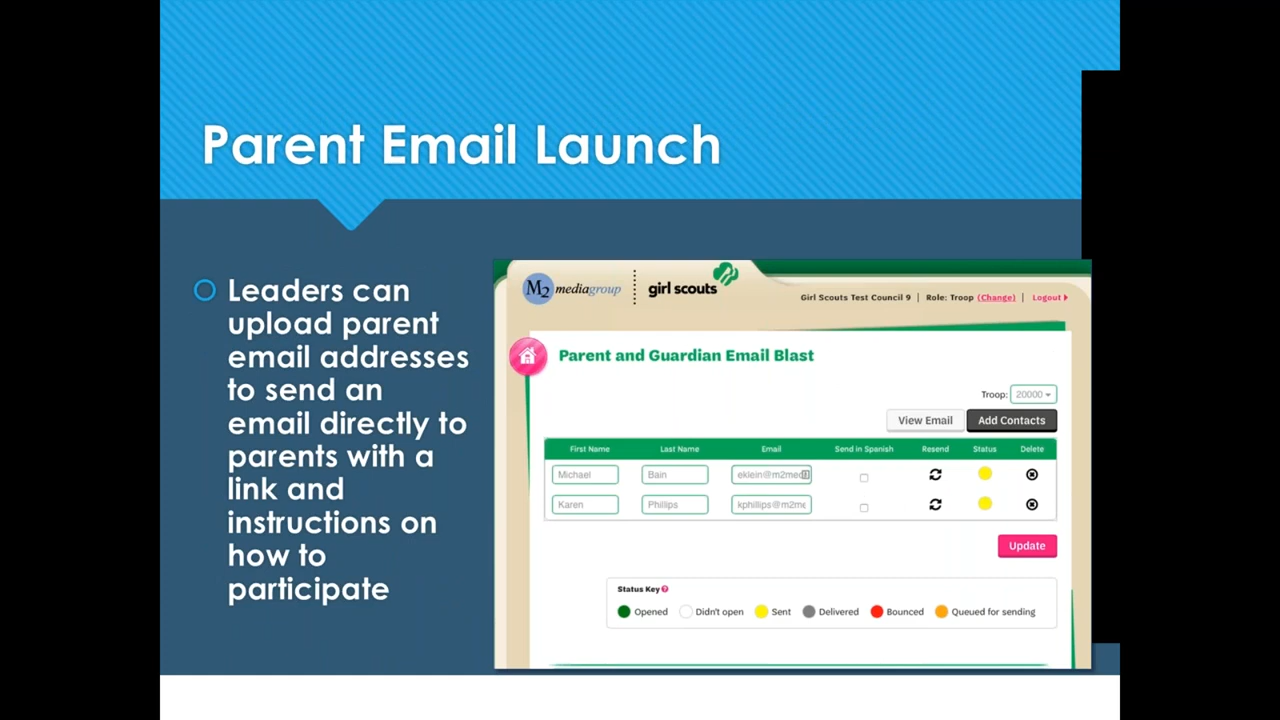 Parent Email Launch
Leaders can
upload parent
email addresses
to send an
email directly to
parents with a
link and
instructions on
how to
participate
M2 mediagroup
girl scouts
Girl Scouts Test Council 9 | Role: Troop (Change) | Logout
Parent and Guardian Email Blast
Troop: 20000
View Email Add Contacts
First Name Last Name Email Send in Spanish Resend Status Delete
Michael Bain eklein@m2med
Karen Phillips kphillips@m2me
Update
Status Key ?
Opened Didn't open Sent Delivered Bounced Queued for sending